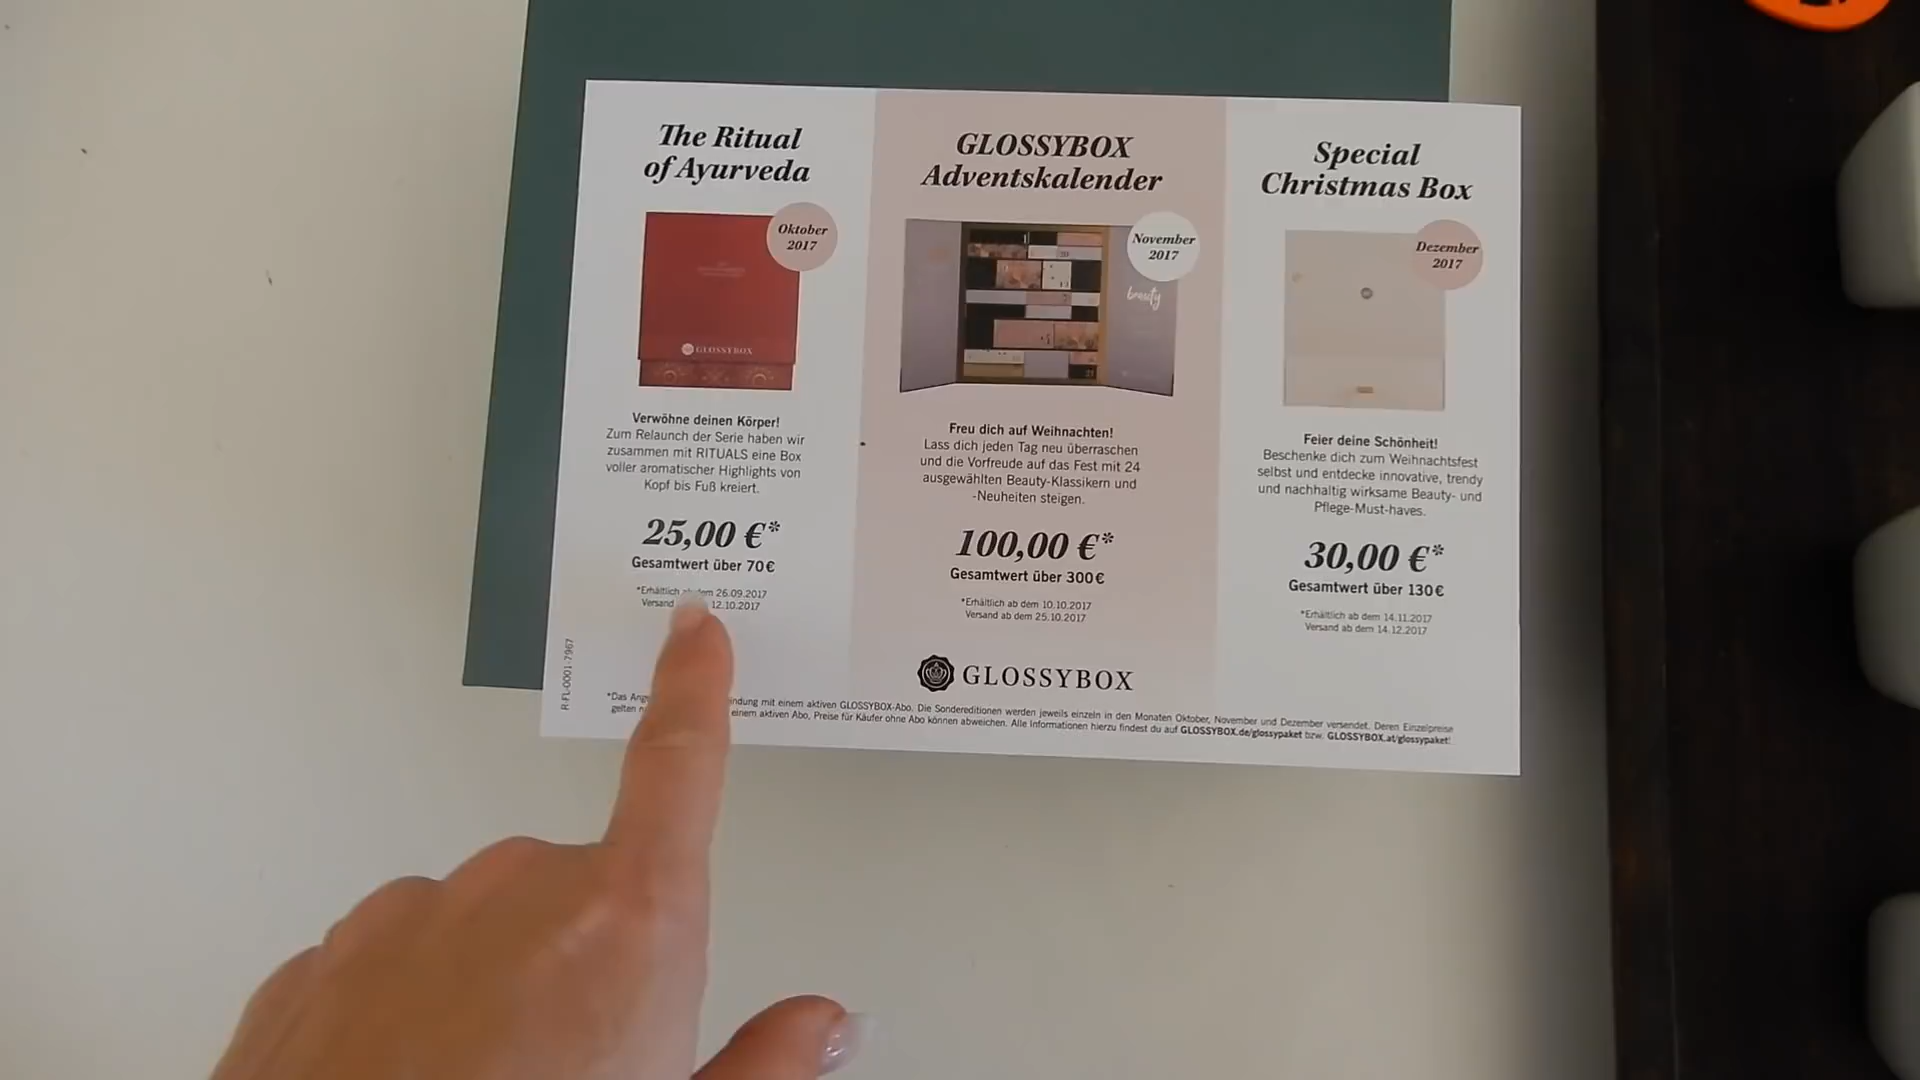 The Ritual
of Ayurveda
Oktober
2017
GLOSSYBOX
Verwöhne deinen Körper!
Zum Relaunch der Serie haben wir
zusammen mit RITUALS eine Box
voller aromatischer Highlights von
Kopf bis Fuß kreiert.
25,00 €*
Gesamtwert über 70€
*Erhältlich ab dem 26.09.2017
Versand 12.10.2017
GLOSSYBOX
Adventskalender
November
2017
beauty
Freu dich auf Weihnachten!
Lass dich jeden Tag neu überraschen
und die Vorfreude auf das Fest mit 24
ausgewählten Beauty-Klassikern und
-Neuheiten steigen.
100,00 €*
Gesamtwert über 300€
*Erhältlich ab dem 10.10.2017
Versand ab dem 25.10.2017
Special
Christmas Box
Dezember
2017
Feier deine Schönheit!
Beschenke dich zum Weihnachtsfest
selbst und entdecke innovative, trendy
und nachhaltig wirksame Beauty- und
Pflege-Must-haves.
30,00 €*
Gesamtwert über 130€
*Erhältlich ab dem 14.11.2017
Versand ab dem 14.12.2017
GLOSSYBOX
R-FL-0001-7967
*Das mit einem aktiven GLOSSYBOX-Abo. Die Sondereditionen werden jeweils einzeln in den Monaten Oktober, November und Dezember versendet. Deren Einzelpreise
gelten einem aktiven Abo, Preise für Käufer ohne Abo können abweichen. Alle Informationen hierzu findest du auf GLOSSYBOX.de/glossypaket bzw. GLOSSYBOX.at/glossypaket!